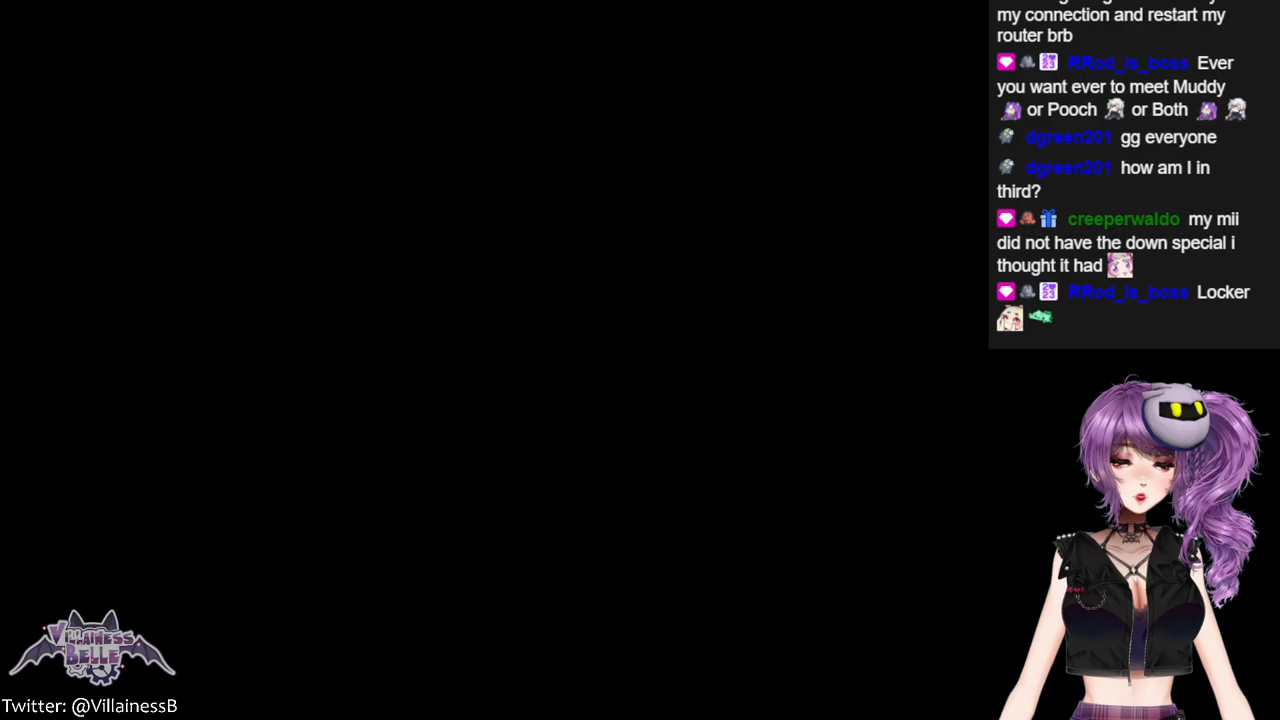 my connection and restart my
router brb
RRod_is_boss Ever
you want ever to meet Muddy
or Pooch or Both
dgreen201 gg everyone
dgreen201 how am I in
third?
creeperwaldo my mii
did not have the down special i
thought it had
RRod_is_boss Locker
VILLAINESS
BELLE
Twitter: @VillainessB